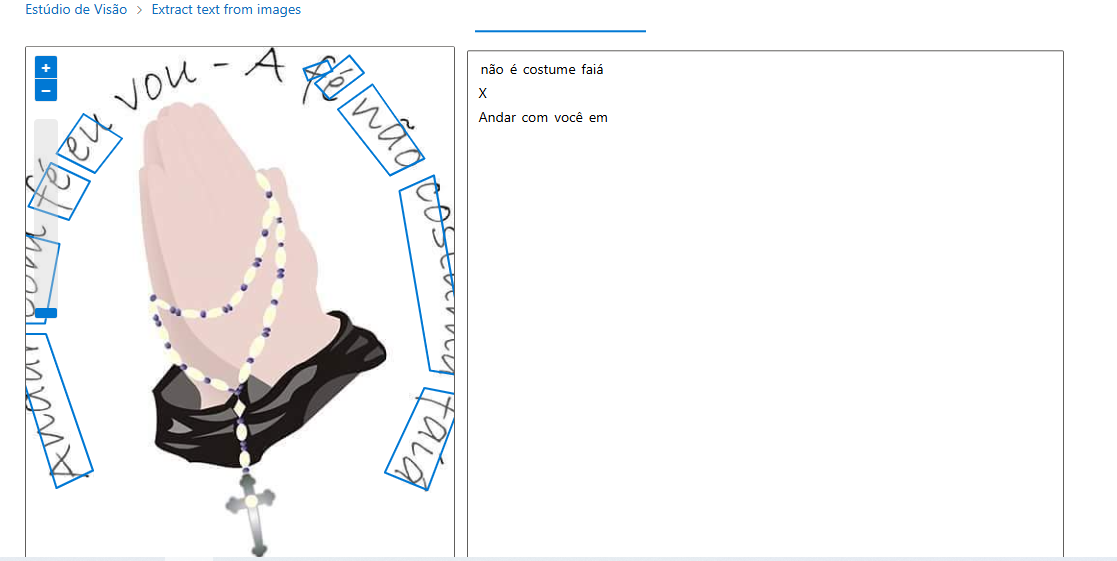 Estúdio de Visão > Extract text from images
+
−
Andar com fé eu vou - A fé não costuma faiá
não é costume faiá
X
Andar com você em